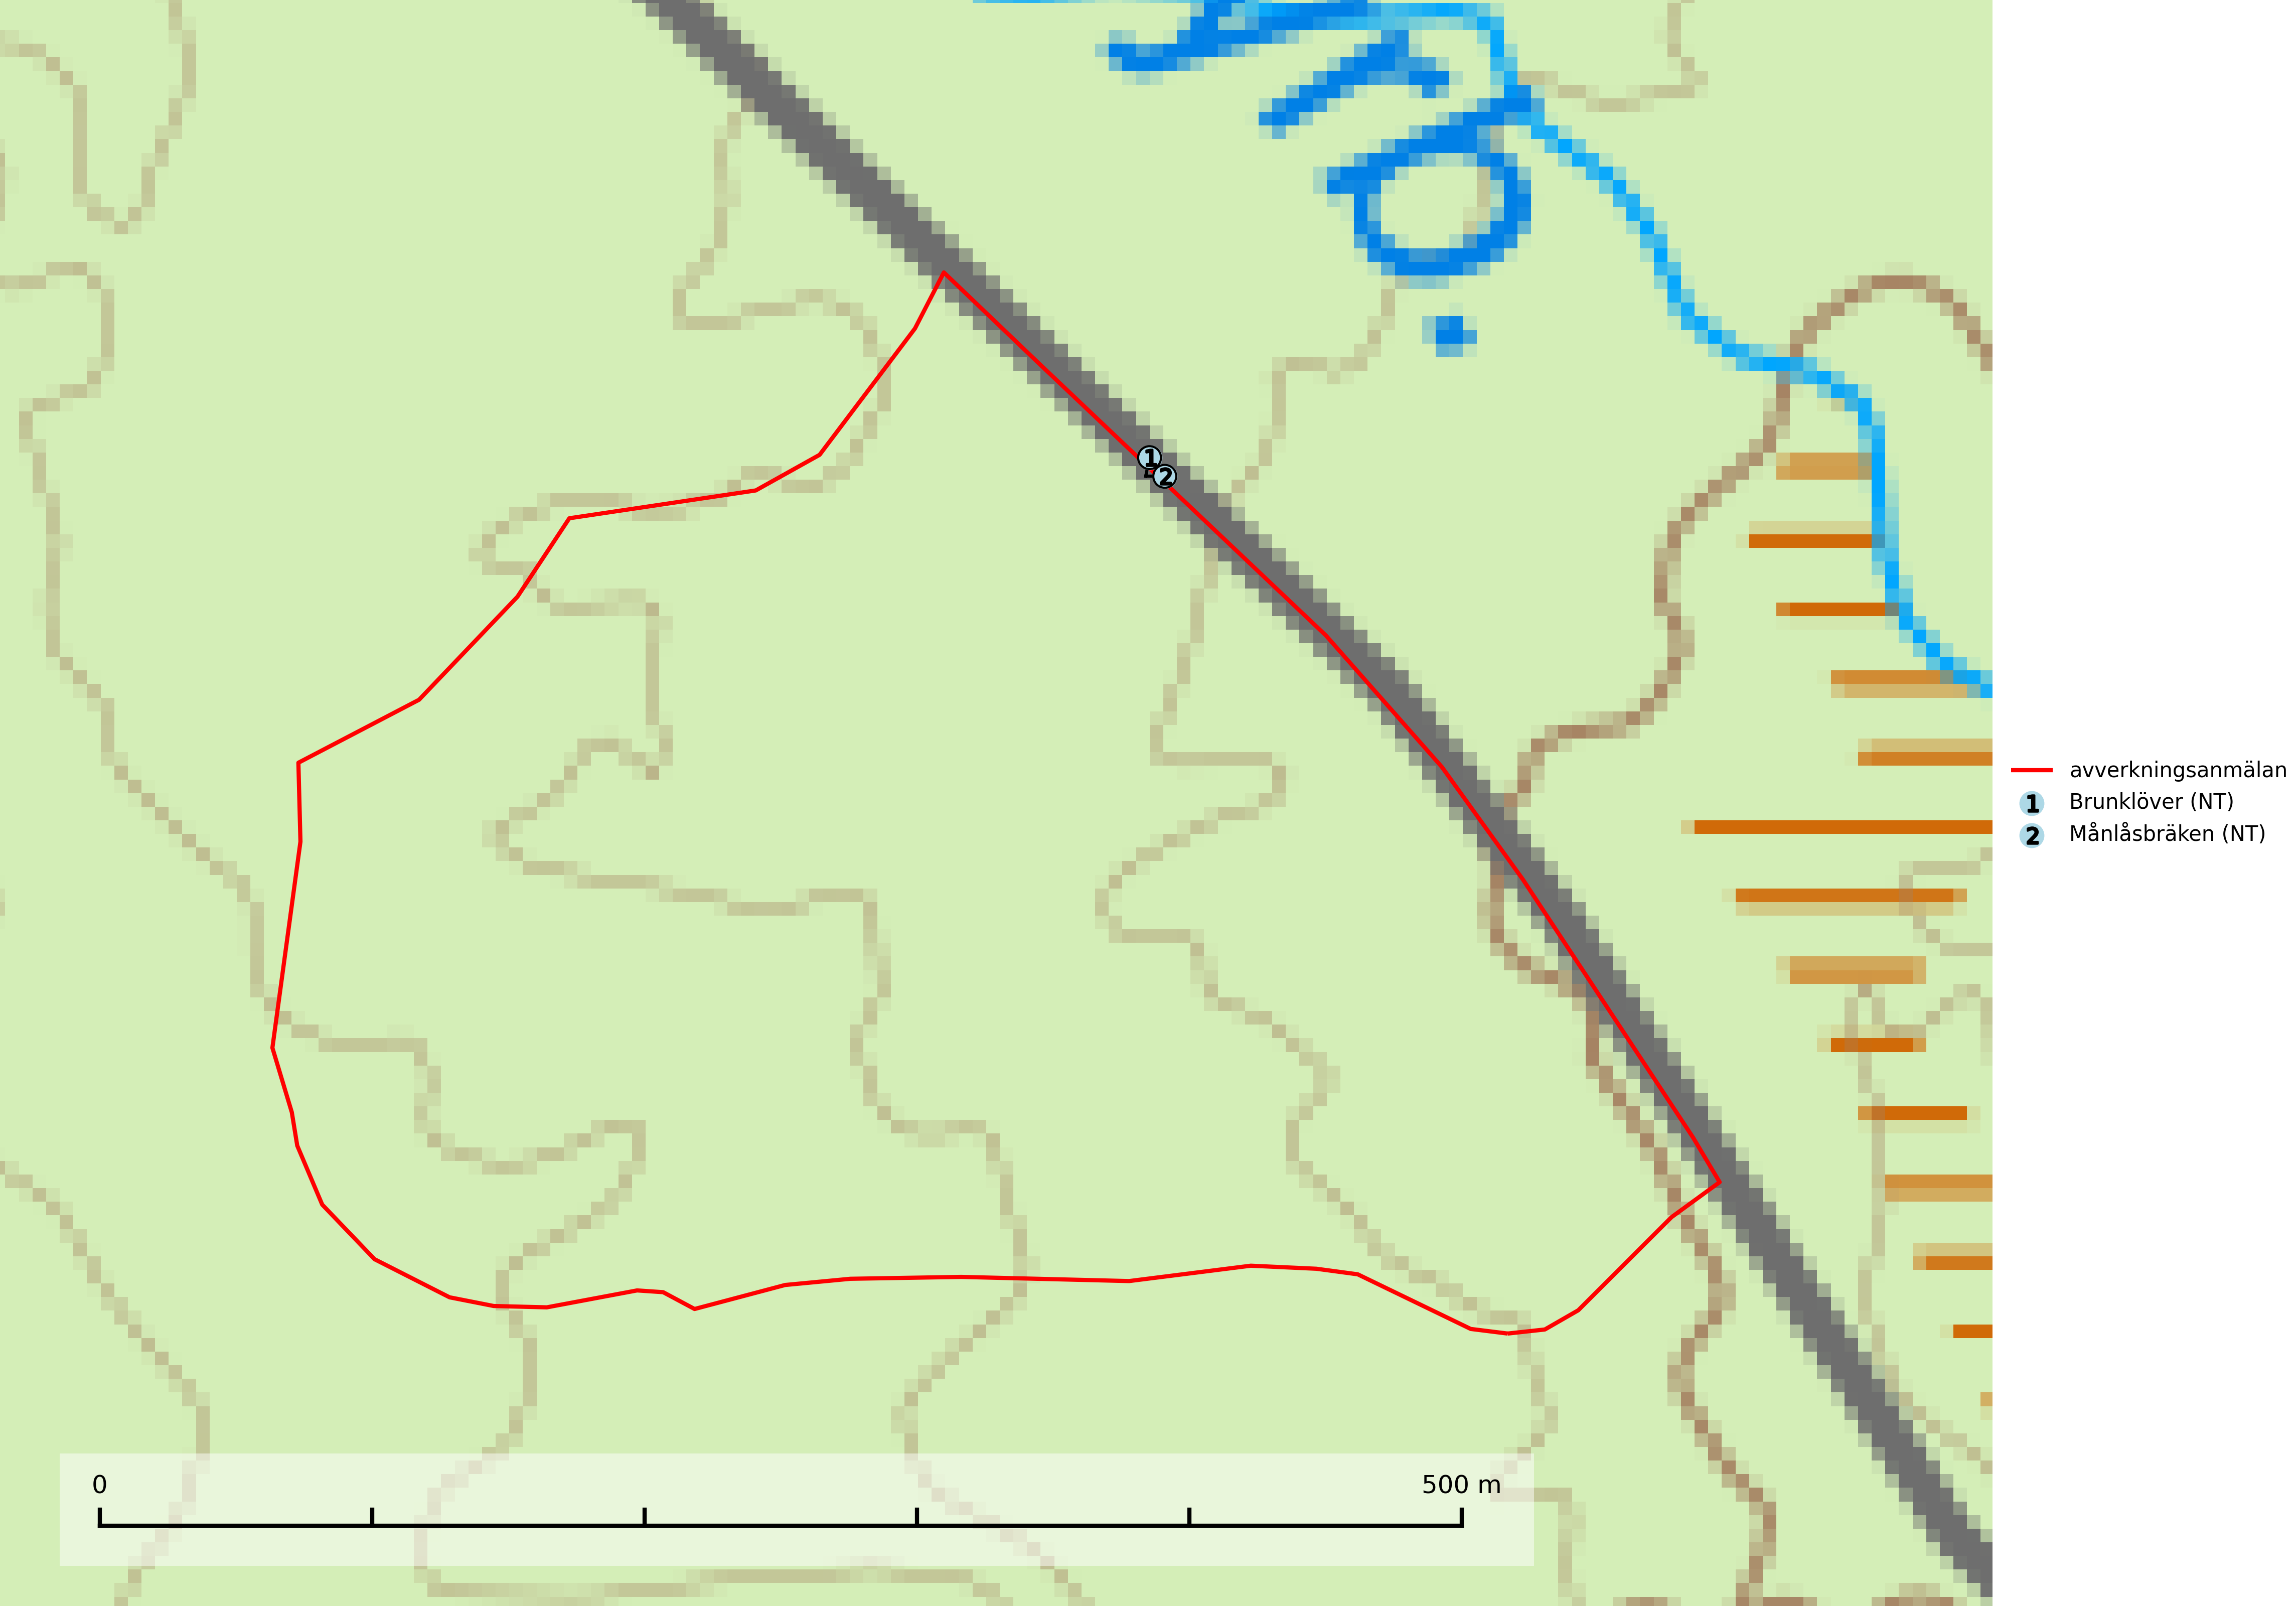 1
2
avverkningsanmälan
1 Brunklöver (NT)
2 Månlåsbräken (NT)
0 500 m